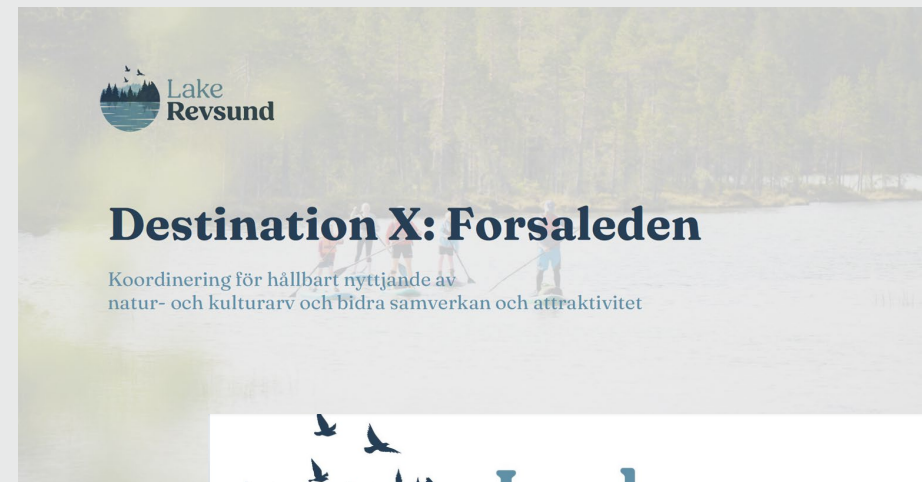 Lake
Revsund
Destination X: Forsaleden
Koordinering för hållbart nyttjande av
natur- och kulturarv och bidra samverkan och attraktivitet